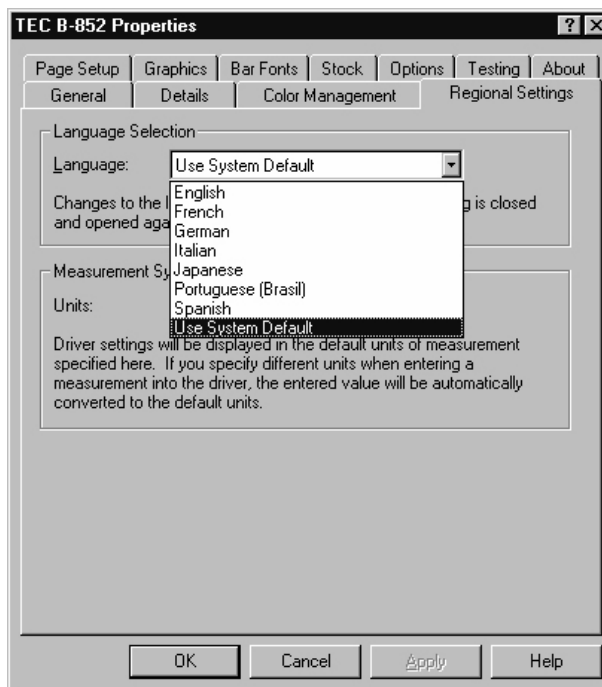 TEC B-852 Properties
Page Setup Graphics Bar Fonts Stock Options Testing About
General Details Color Management Regional Settings
Language Selection
Language: Use System Default
English
French
German
Italian
Japanese
Portuguese (Brasil)
Spanish
Use System Default
Changes to the g is closed
and opened aga
Measurement Sy
Units:
Driver settings will be displayed in the default units of measurement
specified here. If you specify different units when entering a
measurement into the driver, the entered value will be automatically
converted to the default units.
OK Cancel Apply Help